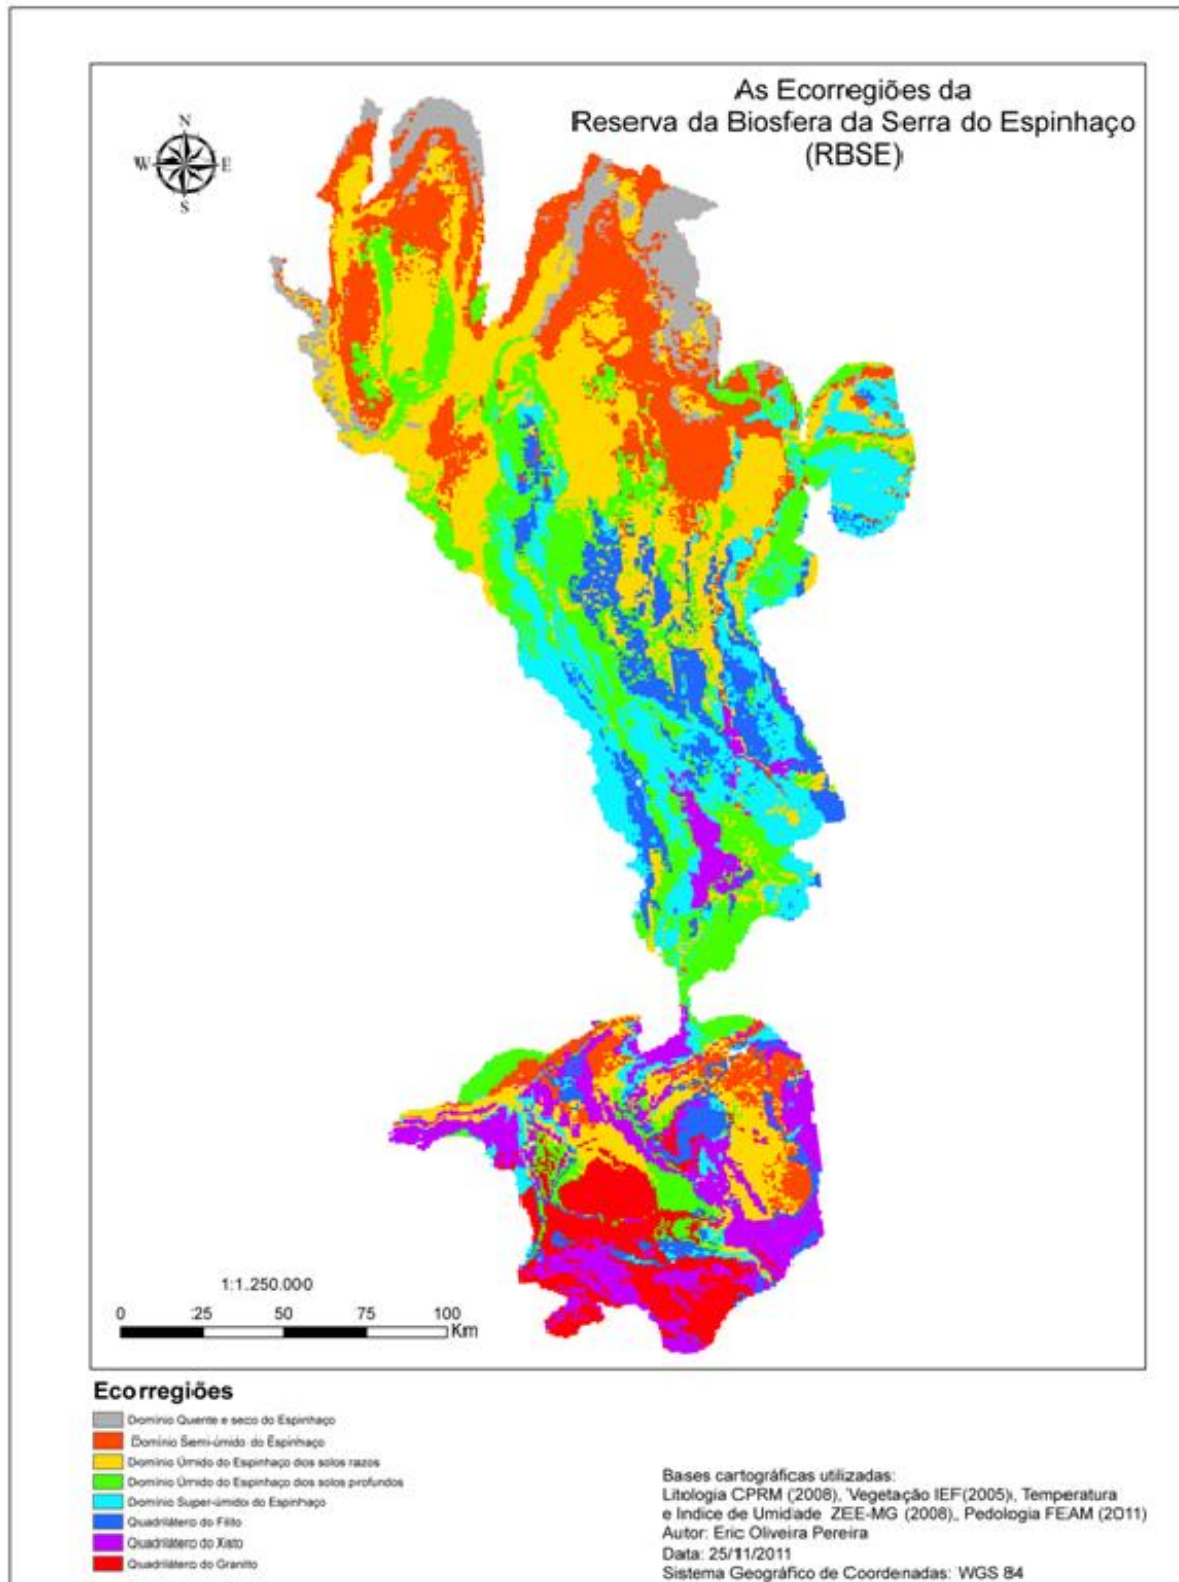 As Ecorregiões da
Reserva da Biosfera da Serra do Espinhaço
(RBSE)
N
W E
S
1:1.250.000
0 25 50 75 100
Km
Ecorregiões
Domínio Quente e seco do Espinhaço
Domínio Semi-úmido do Espinhaço
Domínio Úmido do Espinhaço dos solos razos
Domínio Úmido do Espinhaço dos solos profundos
Domínio Super-úmido do Espinhaço
Quadrilátero do Filito
Quadrilátero do Xisto
Quadrilátero do Granito
Bases cartográficas utilizadas:
Litologia CPRM (2008), Vegetação IEF(2005), Temperatura
e Indice de Umidade ZEE-MG (2008), Pedologia FEAM (2011)
Autor: Eric Oliveira Pereira
Data: 25/11/2011
Sistema Geográfico de Coordenadas: WGS 84